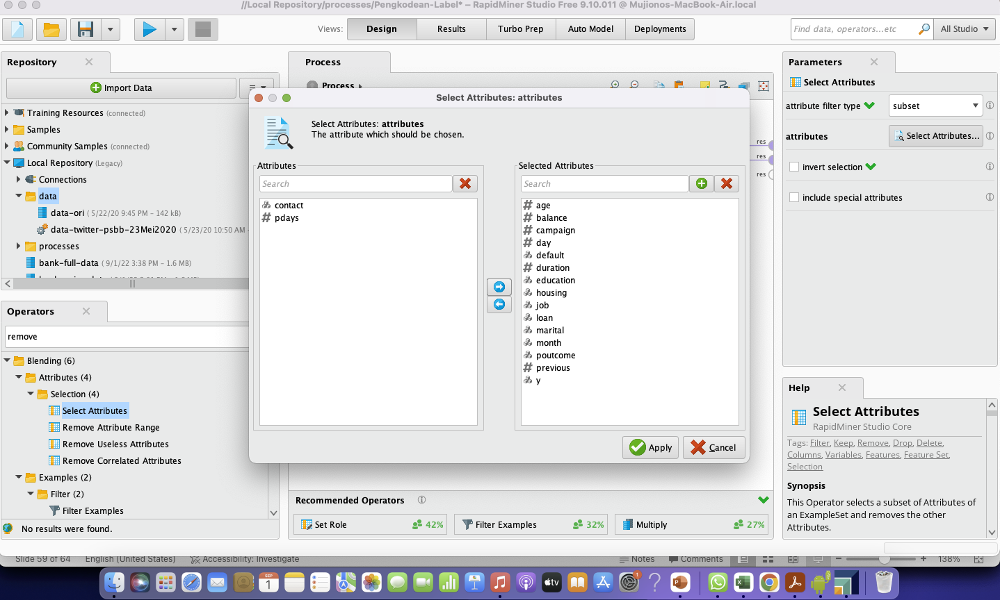 //Local Repository/processes/Pengkodean-Label* – RapidMiner Studio Free 9.10.011 @ Mujionos-MacBook-Air.local
Views:
Design
Results
Turbo Prep
Auto Model
Deployments
Find data, operators...etc
All Studio
Repository
Import Data
Training Resources (connected)
Samples
Community Samples (connected)
Local Repository (Legacy)
Connections
data
data-ori ( 5/22/20 9:45 PM – 142 kB)
data-twitter-psbb-23Mei2020 ( 5/23/20 10:50 AM –
processes
bank-full-data ( 9/1/22 3:38 PM – 1.6 MB)
Operators
remove
Blending (6)
Attributes (4)
Selection (4)
Select Attributes
Remove Attribute Range
Remove Useless Attributes
Remove Correlated Attributes
Examples (2)
Filter (2)
Filter Examples
No results were found.
Process
Process
res
res
res
Select Attributes: attributes
Select Attributes: attributes
The attribute which should be chosen.
Attributes
Search
contact
pdays
Selected Attributes
Search
age
balance
campaign
day
default
duration
education
housing
job
loan
marital
month
poutcome
previous
y
Apply
Cancel
Recommended Operators
Set Role 42%
Filter Examples 32%
Multiply 27%
Parameters
Select Attributes
attribute filter type
subset
attributes
Select Attributes...
invert selection
include special attributes
Help
Select Attributes
RapidMiner Studio Core
Tags: Filter, Keep, Remove, Drop, Delete,
Columns, Variables, Features, Feature Set,
Selection
Synopsis
This Operator selects a subset of Attributes of
an ExampleSet and removes the other
Attributes.
Slide 59 of 64
English (United States)
Accessibility: Investigate
Notes
Comments
138%
SEP
1
tv
1